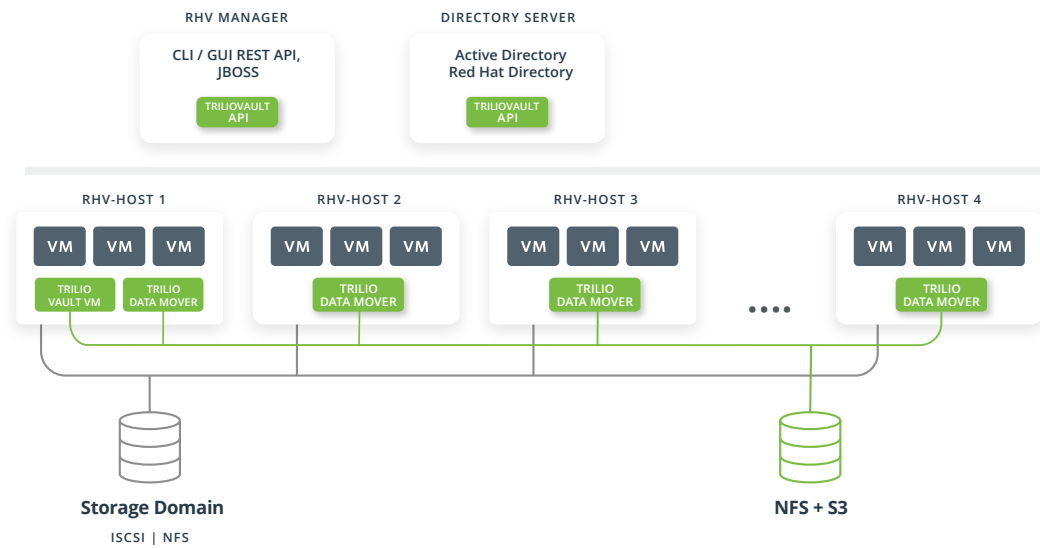 RHV MANAGER
CLI / GUI REST API,
JBOSS
TRILIOVAULT
API
DIRECTORY SERVER
Active Directory
Red Hat Directory
TRILIOVAULT
API
RHV-HOST 1
VM VM VM
TRILIO
VAULT VM
TRILIO
DATA MOVER
RHV-HOST 2
VM VM VM
TRILIO
DATA MOVER
RHV-HOST 3
VM VM VM
TRILIO
DATA MOVER
RHV-HOST 4
VM VM VM
TRILIO
DATA MOVER
Storage Domain
ISCSI | NFS
NFS + S3